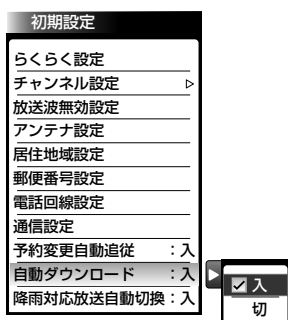 初期設定
らくらく設定
チャンネル設定
放送波無効設定
アンテナ設定
居住地域設定
郵便番号設定
電話回線設定
通信設定
予約変更自動追従 ：入
自動ダウンロード ：入
降雨対応放送自動切換：入
入
切